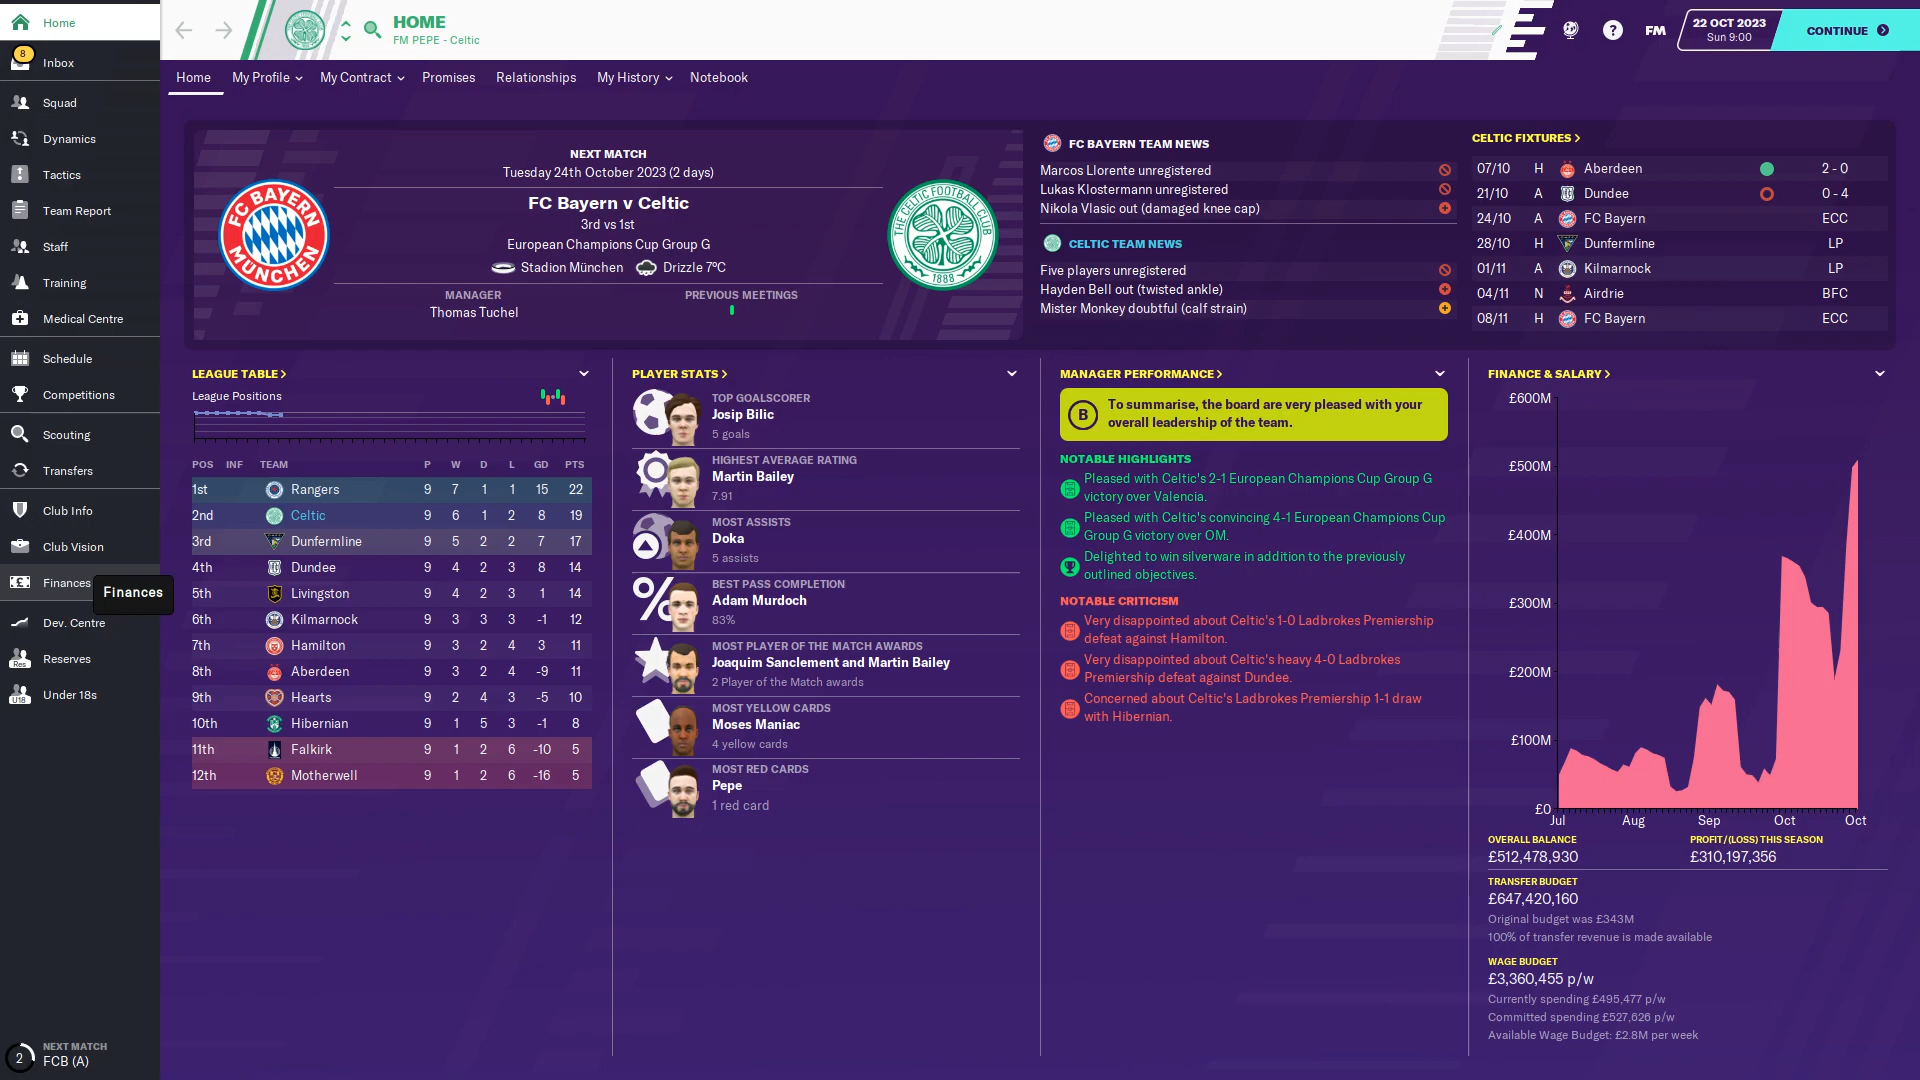 Home
8
Inbox
Squad
Dynamics
Tactics
Team Report
Staff
Training
Medical Centre
Schedule
Competitions
Scouting
Transfers
Club Info
Club Vision
Finances
Finances
Dev. Centre
Res
Reserves
U18
Under 18s
2
NEXT MATCH
FCB (A)
HOME
FM PEPE - Celtic
?
FM
22 OCT 2023
Sun 9:00
CONTINUE
Home My Profile My Contract Promises Relationships My History Notebook
NEXT MATCH
Tuesday 24th October 2023 (2 days)
FC Bayern v Celtic
3rd vs 1st
European Champions Cup Group G
Stadion München Drizzle 7ºC
MANAGER
Thomas Tuchel
PREVIOUS MEETINGS
FC BAYERN MÜNCHEN
THE CELTIC FOOTBALL CLUB
1888
FC BAYERN TEAM NEWS
Marcos Llorente unregistered
Lukas Klostermann unregistered
Nikola Vlasic out (damaged knee cap)
CELTIC TEAM NEWS
Five players unregistered
Hayden Bell out (twisted ankle)
Mister Monkey doubtful (calf strain)
CELTIC FIXTURES >
07/10 H Aberdeen 2 - 0
21/10 A Dundee 0 - 4
24/10 A FC Bayern ECC
28/10 H Dunfermline LP
01/11 A Kilmarnock LP
04/11 N Airdrie BFC
08/11 H FC Bayern ECC
LEAGUE TABLE >
League Positions
POS INF TEAM P W D L GD PTS
1st Rangers 9 7 1 1 15 22
2nd Celtic 9 6 1 2 8 19
3rd Dunfermline 9 5 2 2 7 17
4th Dundee 9 4 2 3 8 14
5th Livingston 9 4 2 3 1 14
6th Kilmarnock 9 3 3 3 -1 12
7th Hamilton 9 3 2 4 3 11
8th Aberdeen 9 3 2 4 -9 11
9th Hearts 9 2 4 3 -5 10
10th Hibernian 9 1 5 3 -1 8
11th Falkirk 9 1 2 6 -10 5
12th Motherwell 9 1 2 6 -16 5
PLAYER STATS >
TOP GOALSCORER
Josip Bilic
5 goals
HIGHEST AVERAGE RATING
Martin Bailey
7.91
MOST ASSISTS
Doka
5 assists
BEST PASS COMPLETION
Adam Murdoch
83%
MOST PLAYER OF THE MATCH AWARDS
Joaquim Sanclement and Martin Bailey
2 Player of the Match awards
MOST YELLOW CARDS
Moses Maniac
4 yellow cards
MOST RED CARDS
Pepe
1 red card
MANAGER PERFORMANCE >
B
To summarise, the board are very pleased with your
overall leadership of the team.
NOTABLE HIGHLIGHTS
Pleased with Celtic's 2-1 European Champions Cup Group G
victory over Valencia.
Pleased with Celtic's convincing 4-1 European Champions Cup
Group G victory over OM.
Delighted to win silverware in addition to the previously
outlined objectives.
NOTABLE CRITICISM
Very disappointed about Celtic's 1-0 Ladbrokes Premiership
defeat against Hamilton.
Very disappointed about Celtic's heavy 4-0 Ladbrokes
Premiership defeat against Dundee.
Concerned about Celtic's Ladbrokes Premiership 1-1 draw
with Hibernian.
FINANCE & SALARY >
£600M
£500M
£400M
£300M
£200M
£100M
£0
Jul Aug Sep Oct Oct
OVERALL BALANCE
£512,478,930
PROFIT/(LOSS) THIS SEASON
£310,197,356
TRANSFER BUDGET
£647,420,160
Original budget was £343M
100% of transfer revenue is made available
WAGE BUDGET
£3,360,455 p/w
Currently spending £495,477 p/w
Committed spending £527,626 p/w
Available Wage Budget: £2.8M per week